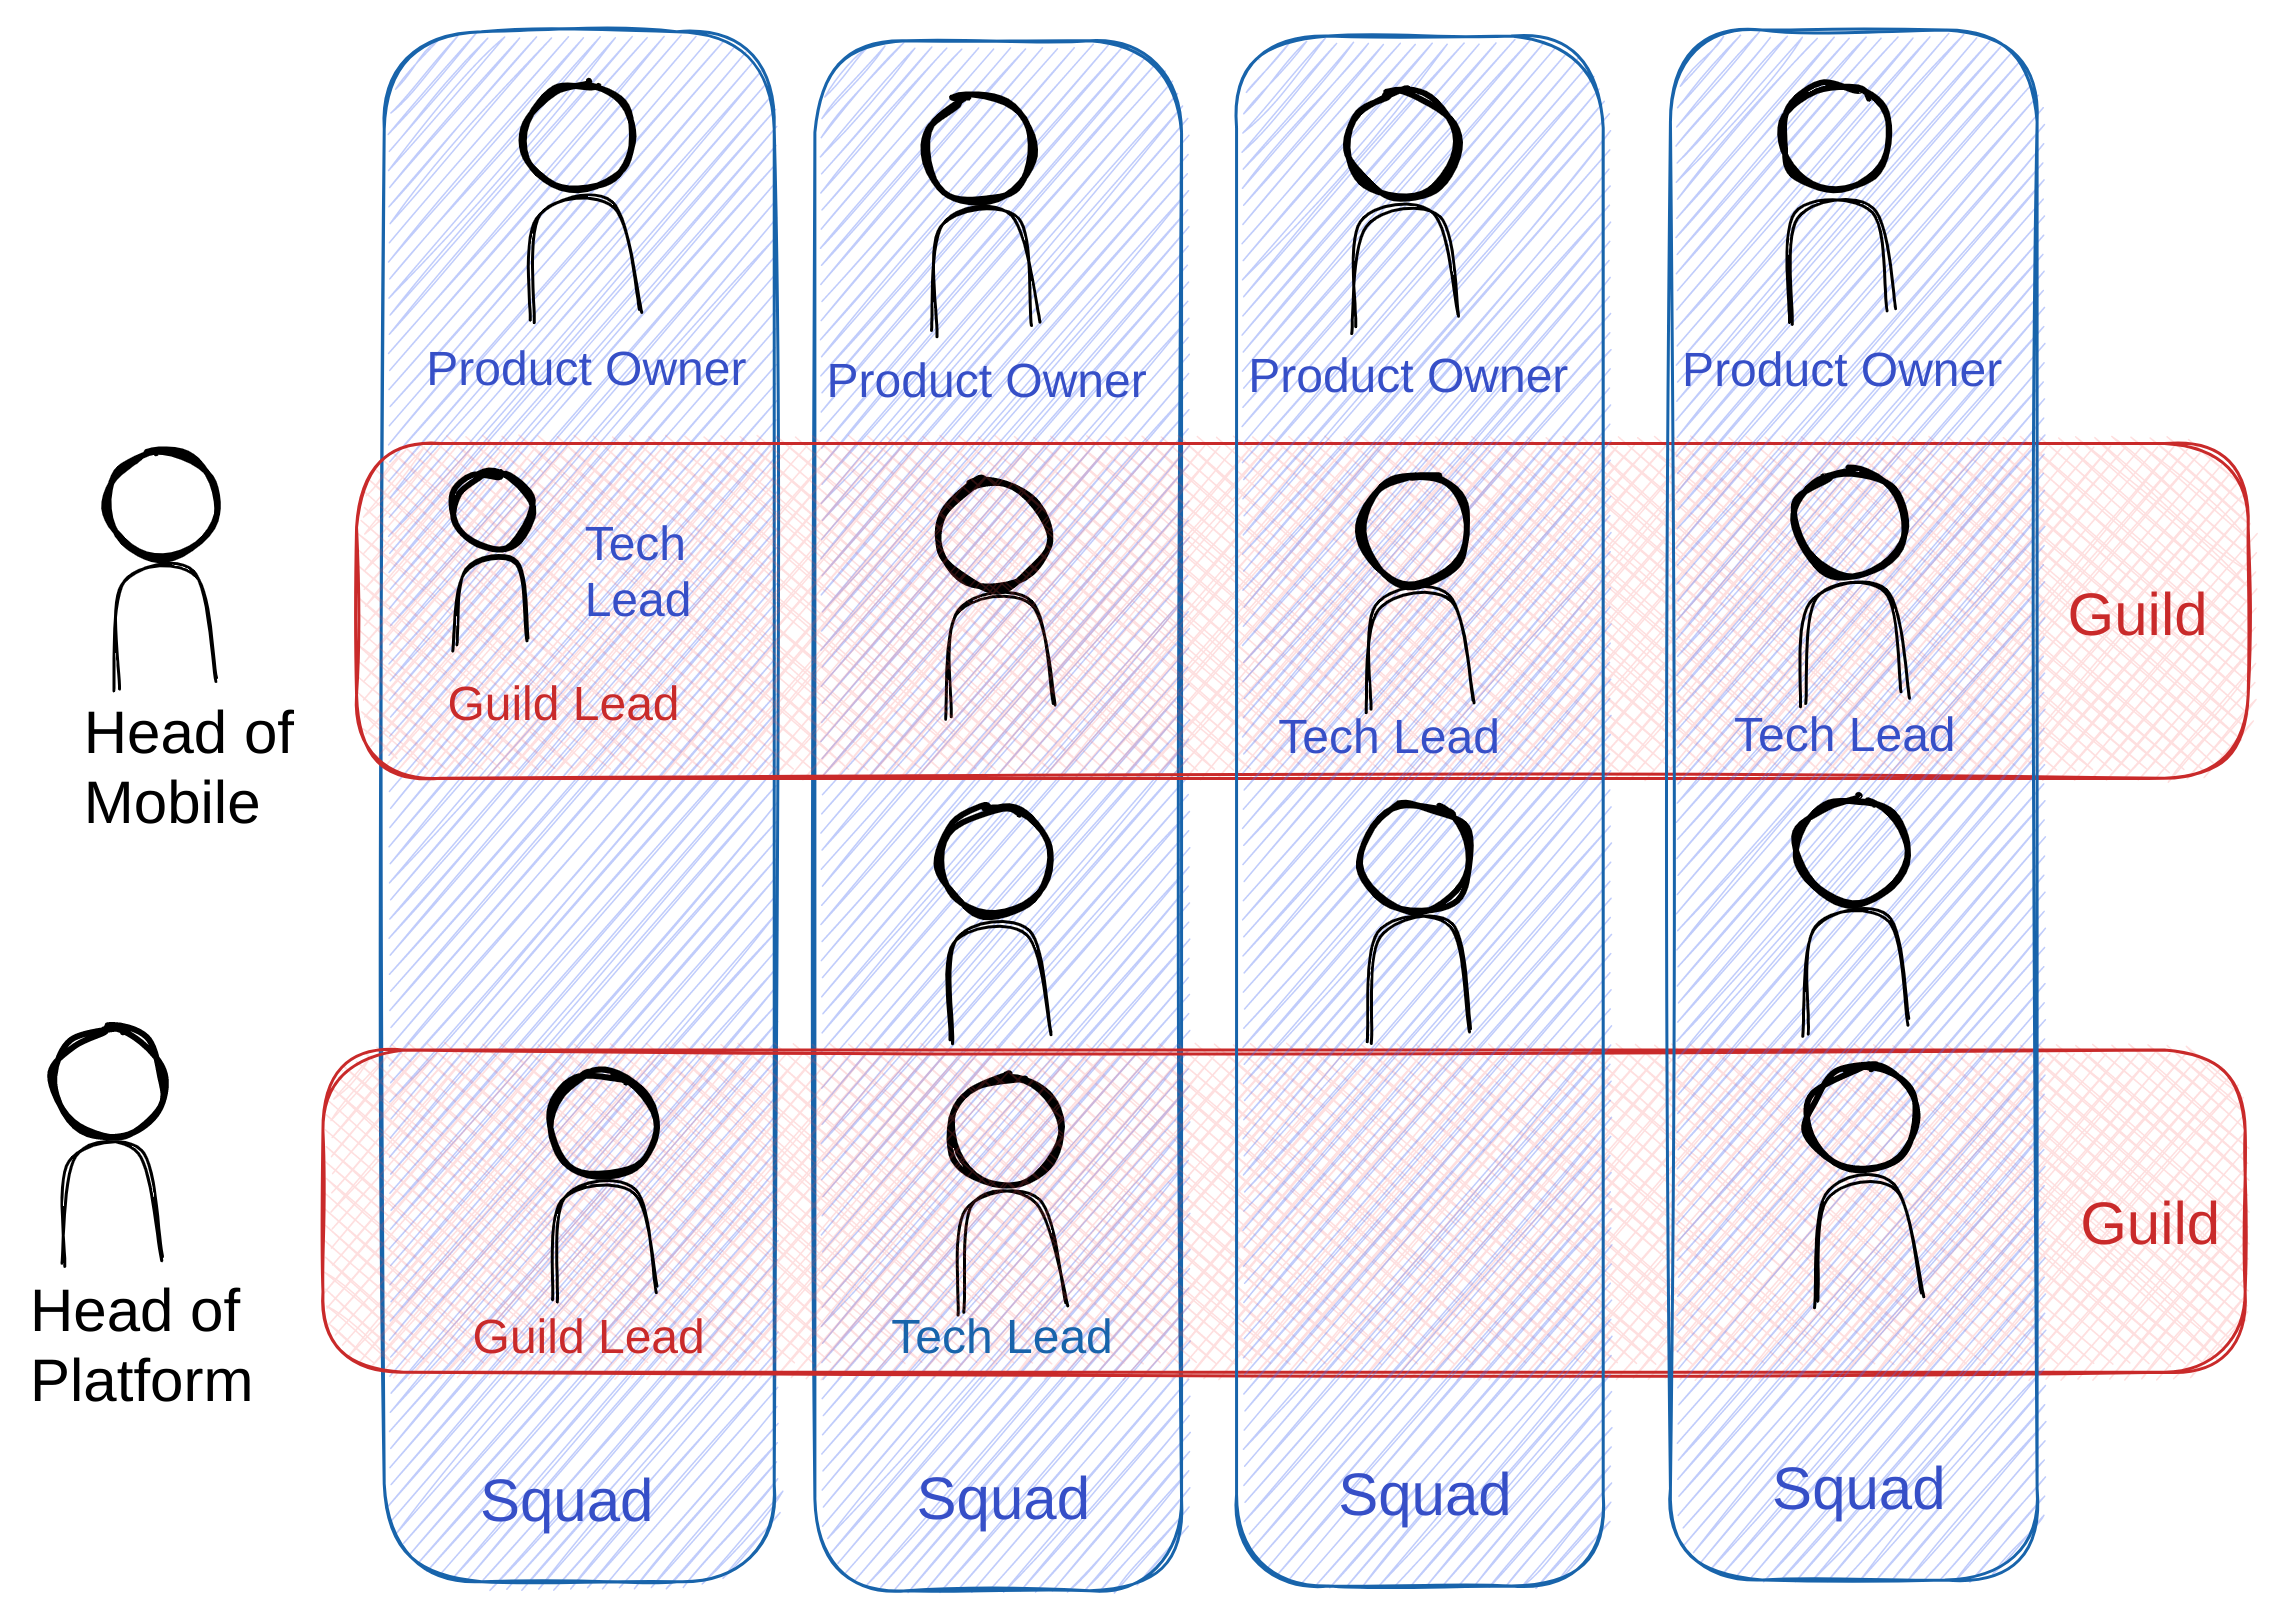 Product Owner
Product Owner
Product Owner
Product Owner
Tech
Lead
Guild Lead
Tech Lead
Tech Lead
Guild
Head of
Mobile
Guild Lead
Tech Lead
Guild
Head of
Platform
Squad
Squad
Squad
Squad